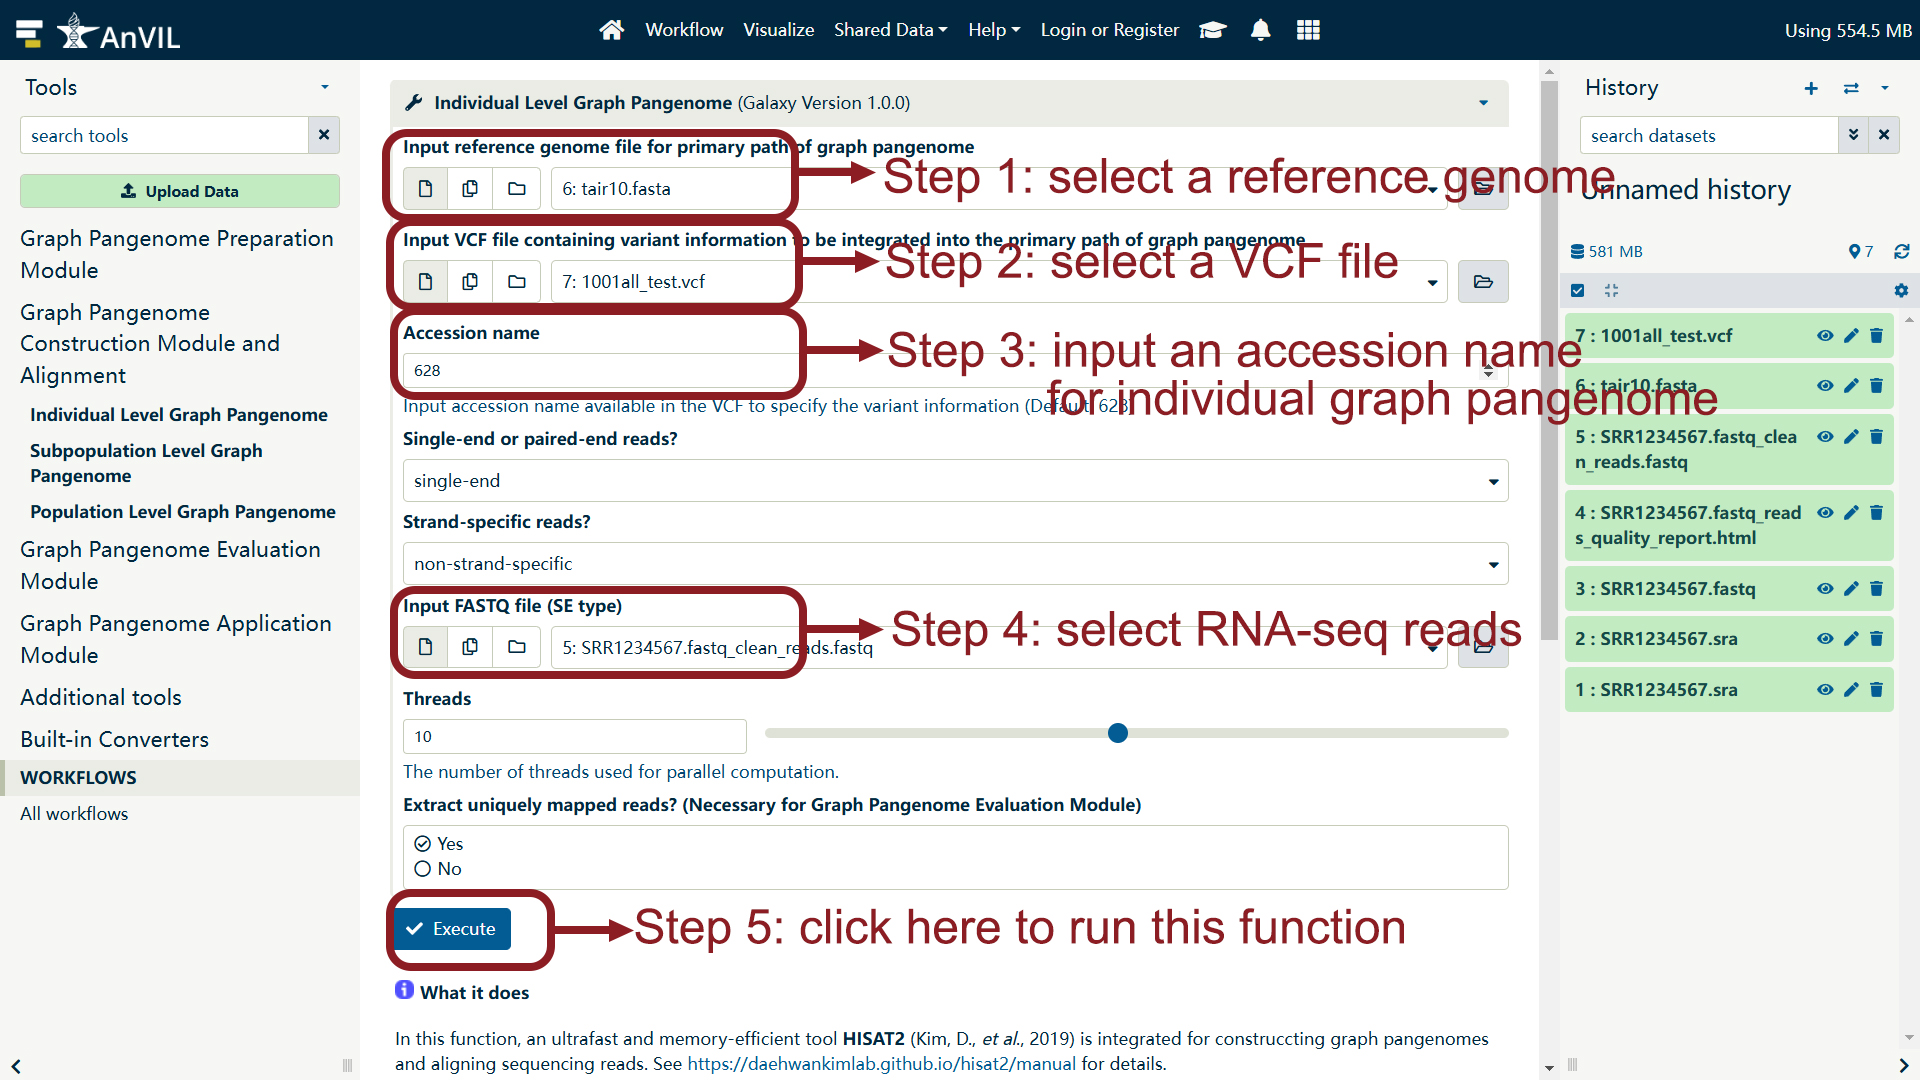 AnVIL
Workflow Visualize Shared Data Help Login or Register
Using 554.5 MB
Tools
search tools
Upload Data
Graph Pangenome Preparation
Module
Graph Pangenome
Construction Module and
Alignment
Individual Level Graph Pangenome
Subpopulation Level Graph
Pangenome
Population Level Graph Pangenome
Graph Pangenome Evaluation
Module
Graph Pangenome Application
Module
Additional tools
Built-in Converters
WORKFLOWS
All workflows
Individual Level Graph Pangenome (Galaxy Version 1.0.0)
Input reference genome file for primary path of graph pangenome
6: tair10.fasta
Step 1: select a reference genome
Input VCF file containing variant information to be integrated into the primary path of graph pangenome
7: 1001all_test.vcf
Step 2: select a VCF file
Accession name
628
Step 3: input an accession name
for individual graph pangenome
Input accession name available in the VCF to specify the variant information (Default: 628)
Single-end or paired-end reads?
single-end
Strand-specific reads?
non-strand-specific
Input FASTQ file (SE type)
5: SRR1234567.fastq_clean_reads.fastq
Step 4: select RNA-seq reads
Threads
10
The number of threads used for parallel computation.
Extract uniquely mapped reads? (Necessary for Graph Pangenome Evaluation Module)
Yes
No
Execute
Step 5: click here to run this function
What it does
In this function, an ultrafast and memory-efficient tool HISAT2 (Kim, D., et al., 2019) is integrated for construccting graph pangenomes
and aligning sequencing reads. See https://daehwankimlab.github.io/hisat2/manual for details.
History
search datasets
Unnamed history
581 MB
7
7 : 1001all_test.vcf
6 : tair10.fasta
5 : SRR1234567.fastq_clea
n_reads.fastq
4 : SRR1234567.fastq_read
s_quality_report.html
3 : SRR1234567.fastq
2 : SRR1234567.sra
1 : SRR1234567.sra